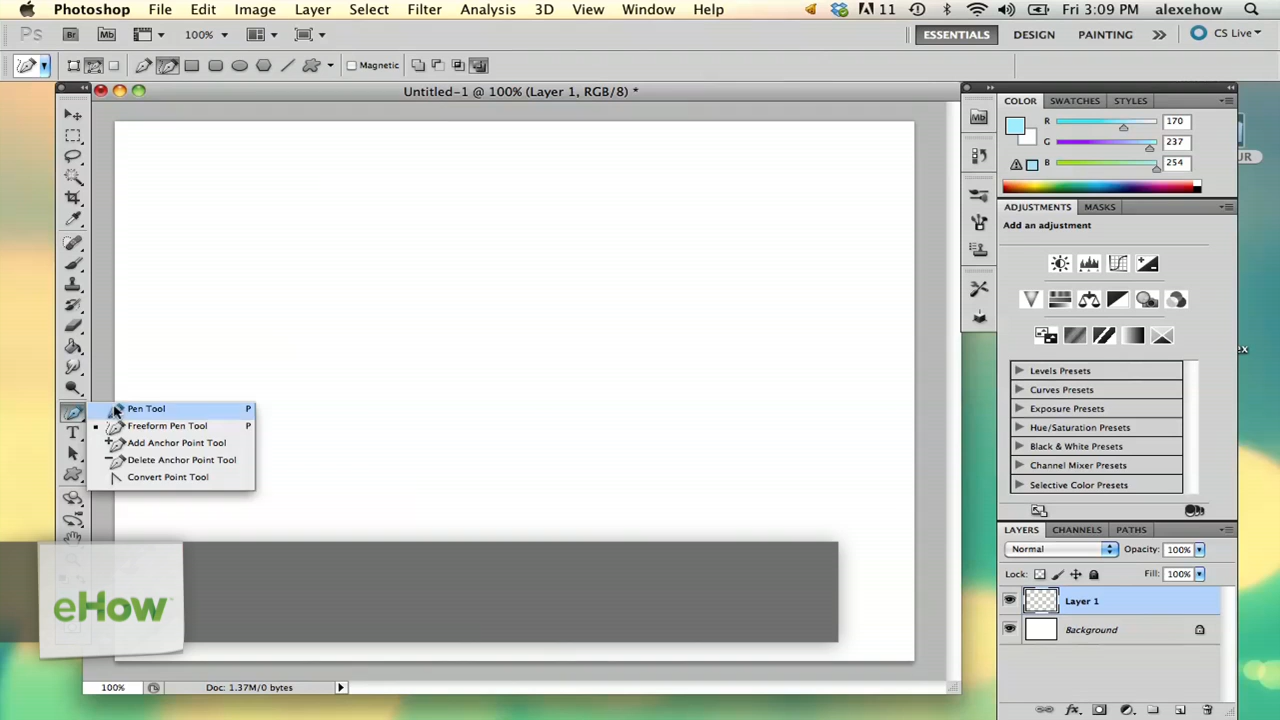 Photoshop File Edit Image Layer Select Filter Analysis 3D View Window Help 11 Fri 3:09 PM alexehow
Ps Br Mb 100% ESSENTIALS DESIGN PAINTING CS Live
Magnetic
Untitled-1 @ 100% (Layer 1, RGB/8) *
COLOR SWATCHES STYLES
R 170
G 237
B 254
UR
ADJUSTMENTS MASKS
Add an adjustment
Levels Presets
Curves Presets
Exposure Presets
Hue/Saturation Presets
Black & White Presets
Channel Mixer Presets
Selective Color Presets
Pen Tool P
Freeform Pen Tool P
Add Anchor Point Tool
Delete Anchor Point Tool
Convert Point Tool
LAYERS CHANNELS PATHS
Normal Opacity: 100%
Lock: Fill: 100%
Layer 1
Background
eHow™
100% Doc: 1.37M/0 bytes